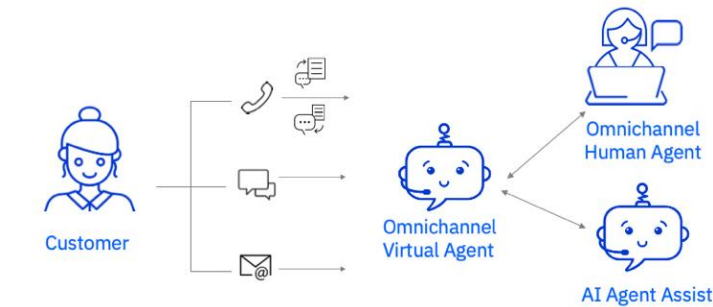 Customer
@
Omnichannel
Virtual Agent
Omnichannel
Human Agent
AI Agent Assist